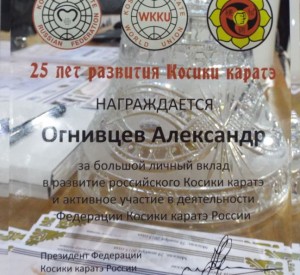 WKKU
25 лет развития Косики каратэ
НАГРАЖДАЕТСЯ
Огнивцев Александр
за большой личный вклад
в развитие российского Косики каратэ
и активное участие в деятельности
Федерации Косики каратэ России
Президент Федерации
Косики каратэ России